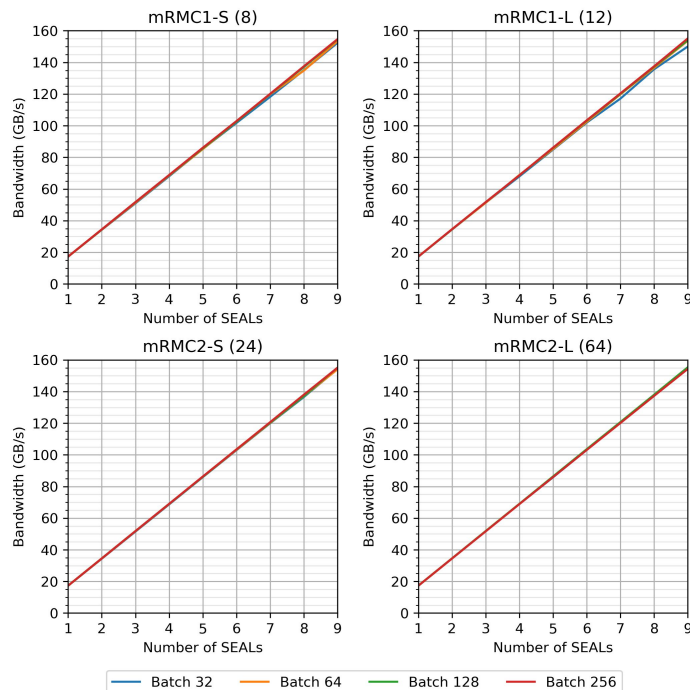 mRMC1-S (8)
160
140
120
100
80
60
40
20
0
Bandwidth (GB/s)
1 2 3 4 5 6 7 8 9
Number of SEALs
mRMC1-L (12)
160
140
120
100
80
60
40
20
0
Bandwidth (GB/s)
1 2 3 4 5 6 7 8 9
Number of SEALs
mRMC2-S (24)
160
140
120
100
80
60
40
20
0
Bandwidth (GB/s)
1 2 3 4 5 6 7 8 9
Number of SEALs
mRMC2-L (64)
160
140
120
100
80
60
40
20
0
Bandwidth (GB/s)
1 2 3 4 5 6 7 8 9
Number of SEALs
Batch 32 Batch 64 Batch 128 Batch 256